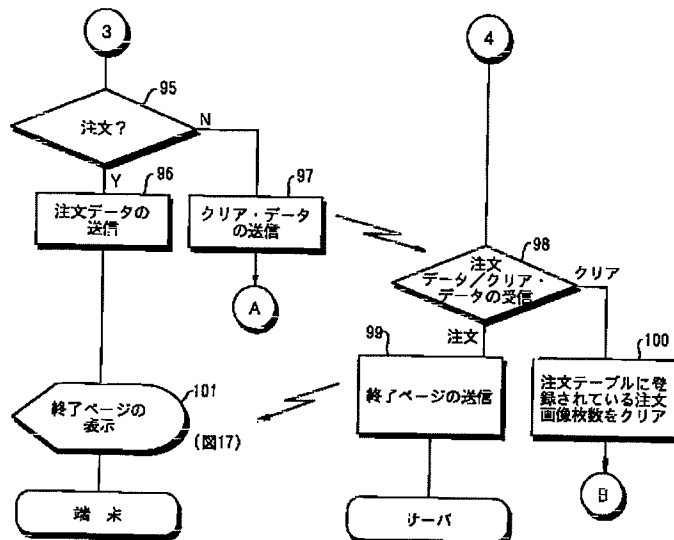 3
95
注文?
N
Y
96
注文データの
送信
97
クリア・データ
の送信
A
101
終了ページの
表示
(図17)
端 末
4
98
注文
データ/クリア・
データの受信
クリア
注文
99
終了ページの送信
100
注文テーブルに登
録されている注文
画像枚数をクリア
B
サーバ